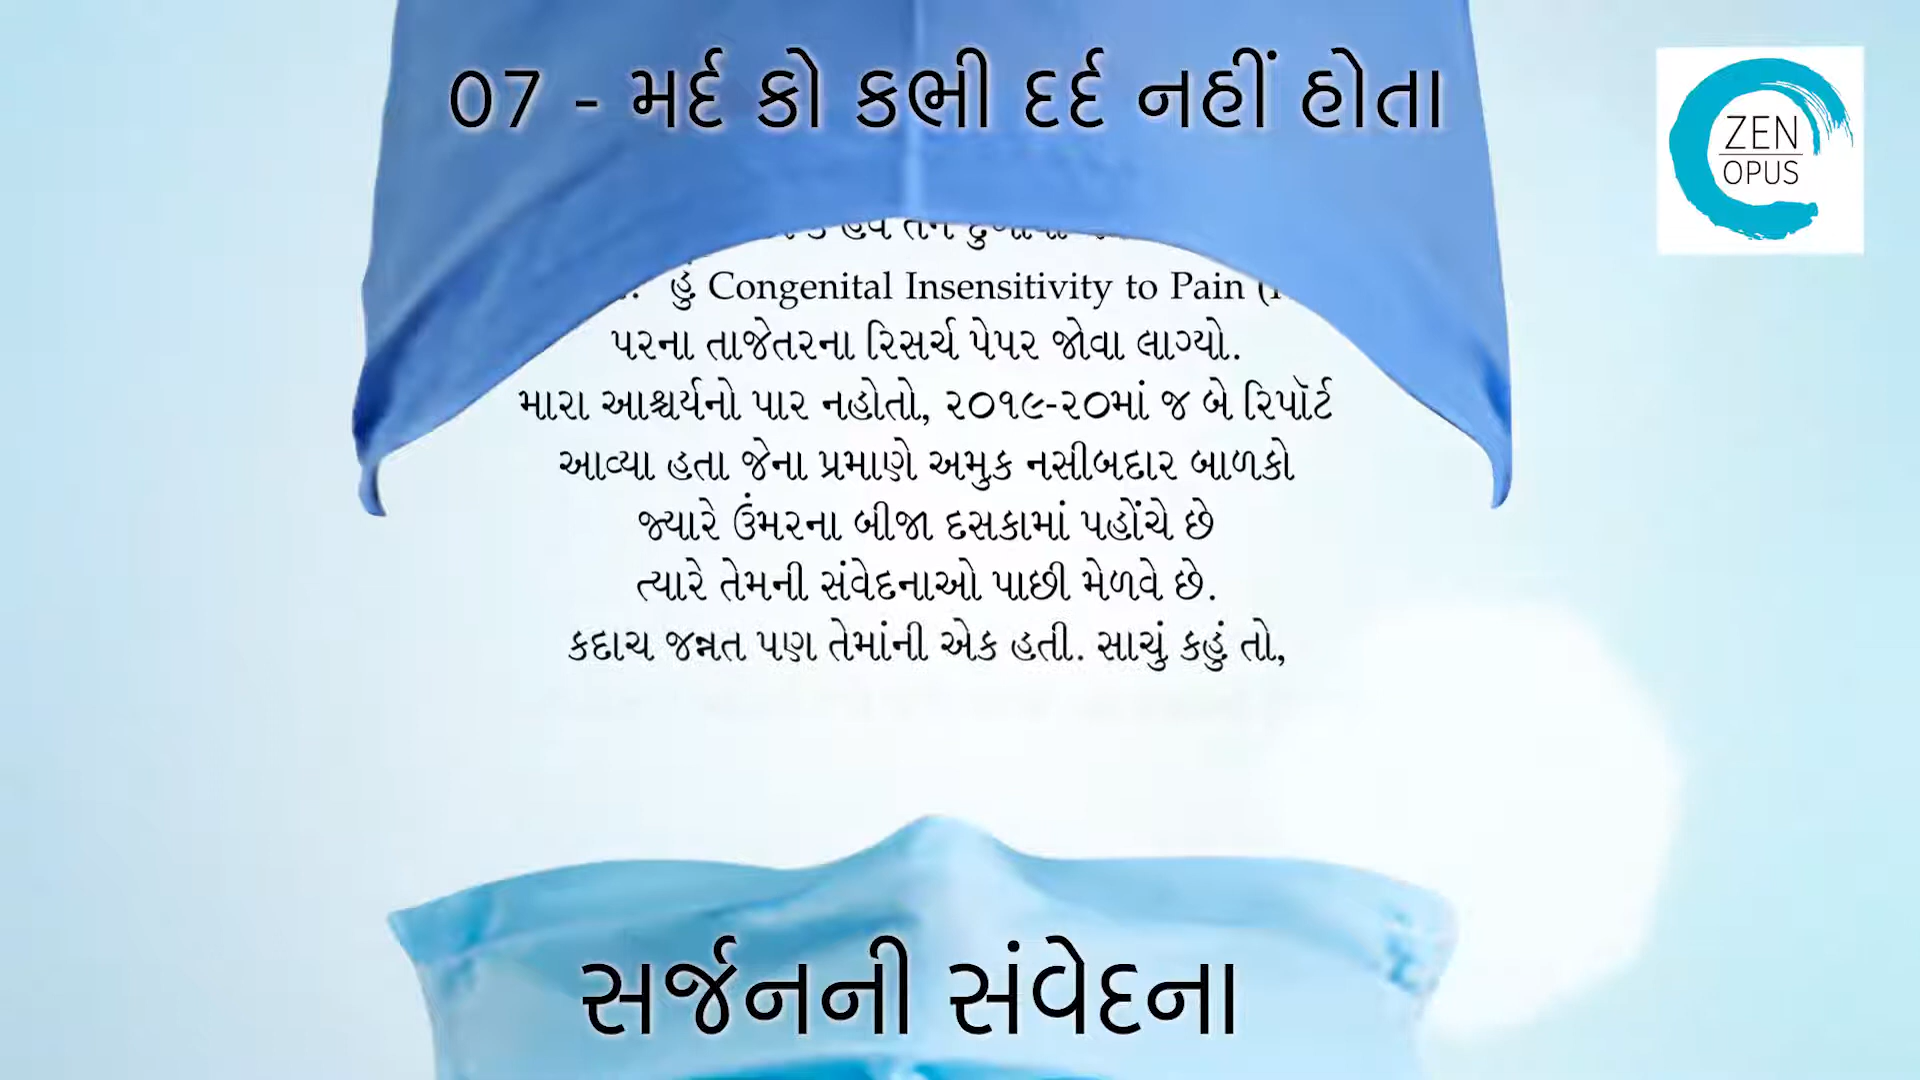 07 - મર્દ કો કભી દર્દ નહીં હોતા
ZEN
OPUS
હું Congenital Insensitivity to Pain
પરના તાજેતરના રિસર્ચ પેપર જોવા લાગ્યો.
મારા આશ્ચર્યનો પાર નહોતો, ૨૦૧૯-૨૦માં જ બે રિપૉર્ટ
આવ્યા હતા જેના પ્રમાણે અમુક નસીબદાર બાળકો
જ્યારે ઉંમરના બીજા દસકામાં પહોંચે છે
ત્યારે તેમની સંવેદનાઓ પાછી મેળવે છે.
કદાચ જન્નત પણ તેમાંની એક હતી. સાચું કહું તો,
સર્જનની સંવેદના